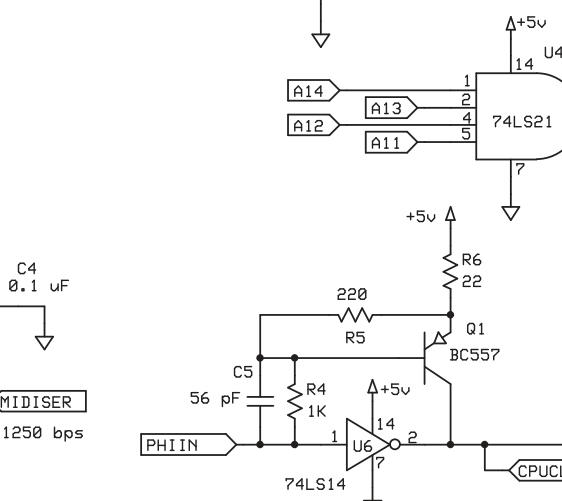 +5v
14
U4
A14
1
A13
2
A12
4
74LS21
A11
5
7
+5v
R6
22
C4
0.1 uF
220
R5
Q1
BC557
C5
56 pF
R4
1K
+5v
MIDISER
1250 bps
14
PHIIN
1
U6
2
7
74LS14